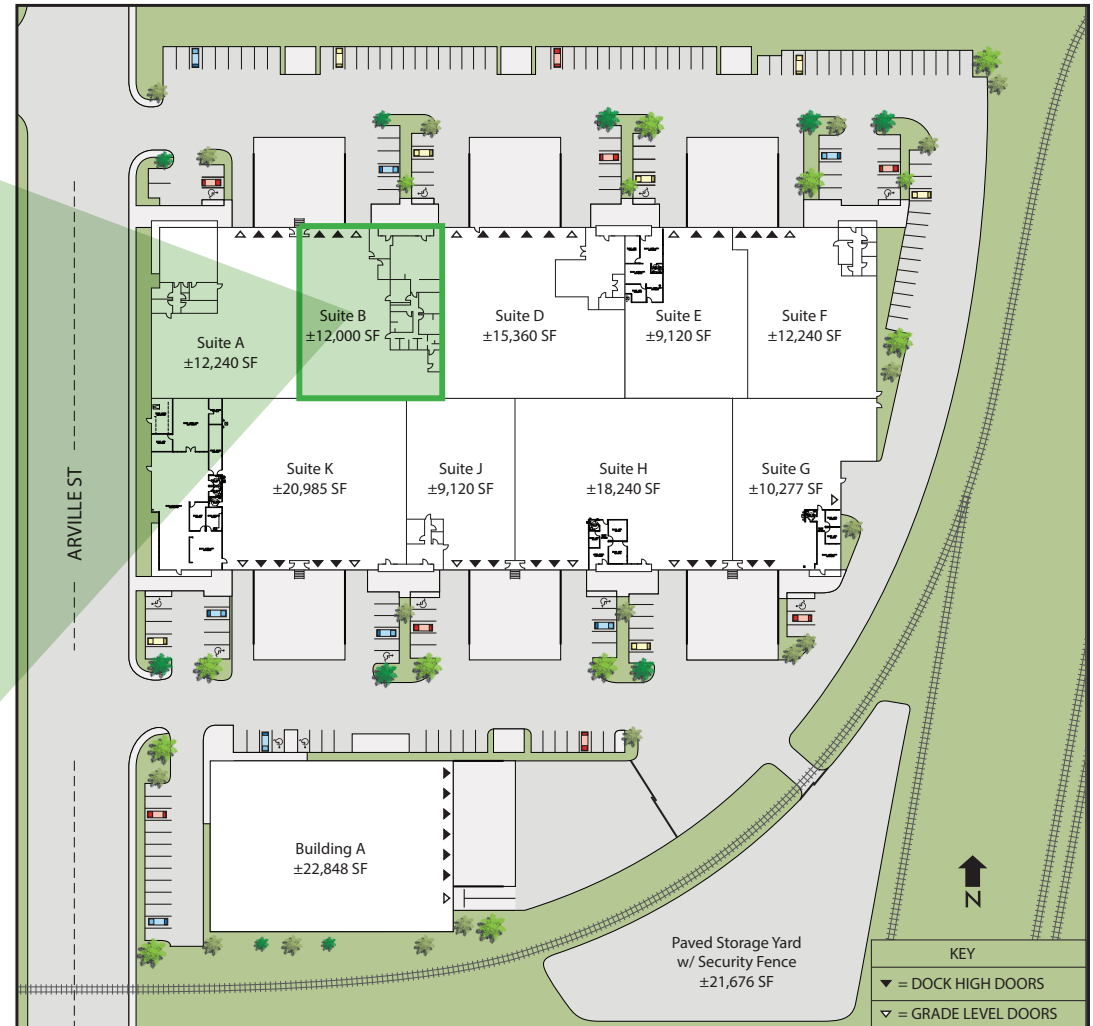 Suite A
±12,240 SF
Suite B
±12,000 SF
Suite D
±15,360 SF
Suite E
±9,120 SF
Suite F
±12,240 SF
ARVILLE ST
Suite K
±20,985 SF
Suite J
±9,120 SF
Suite H
±18,240 SF
Suite G
±10,277 SF
Building A
±22,848 SF
Paved Storage Yard
w/ Security Fence
±21,676 SF
N
KEY
▼ = DOCK HIGH DOORS
▽ = GRADE LEVEL DOORS